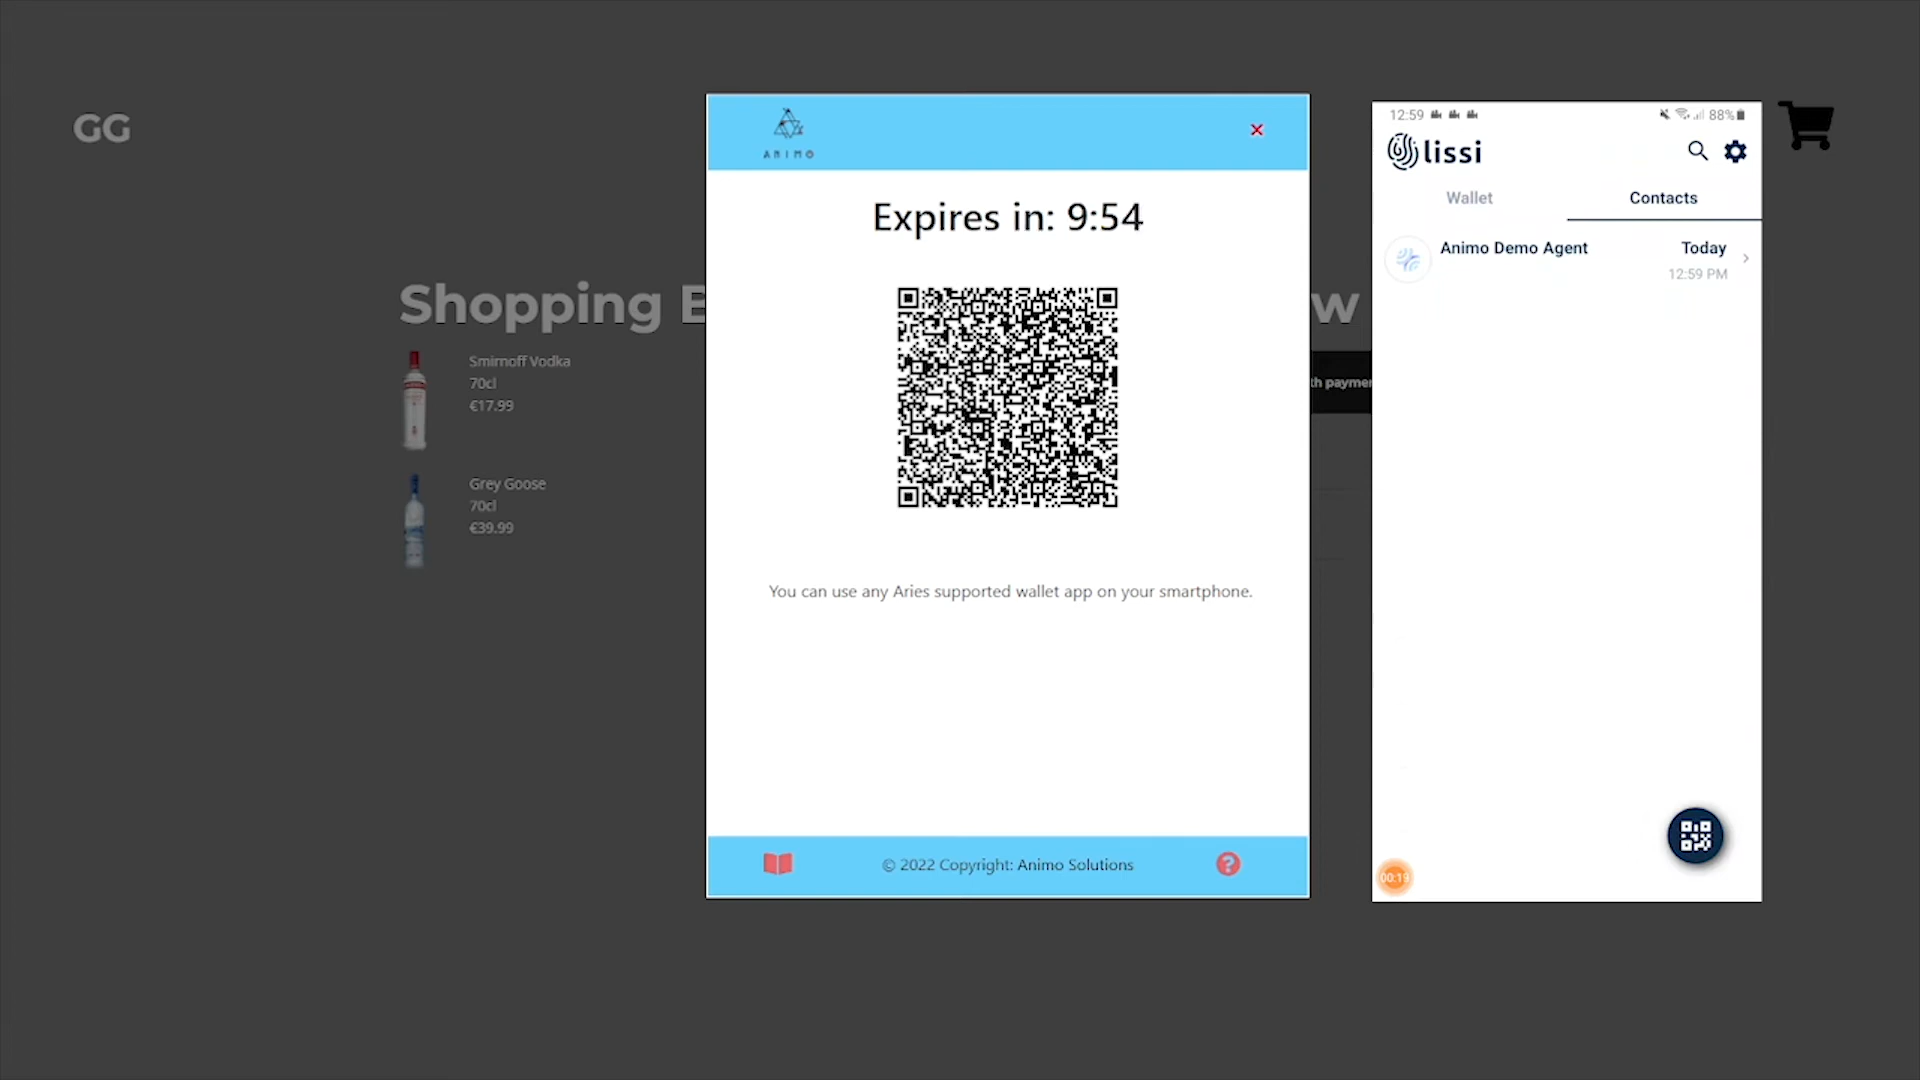 GG
Shopping
Smirnoff Vodka
70cl
€17.99
Grey Goose
70cl
€39.99
ANIMO
Expires in: 9:54
You can use any Aries supported wallet app on your smartphone.
© 2022 Copyright: Animo Solutions
12:59
88%
lissi
Wallet
Contacts
Animo Demo Agent
Today
12:59 PM
00:19